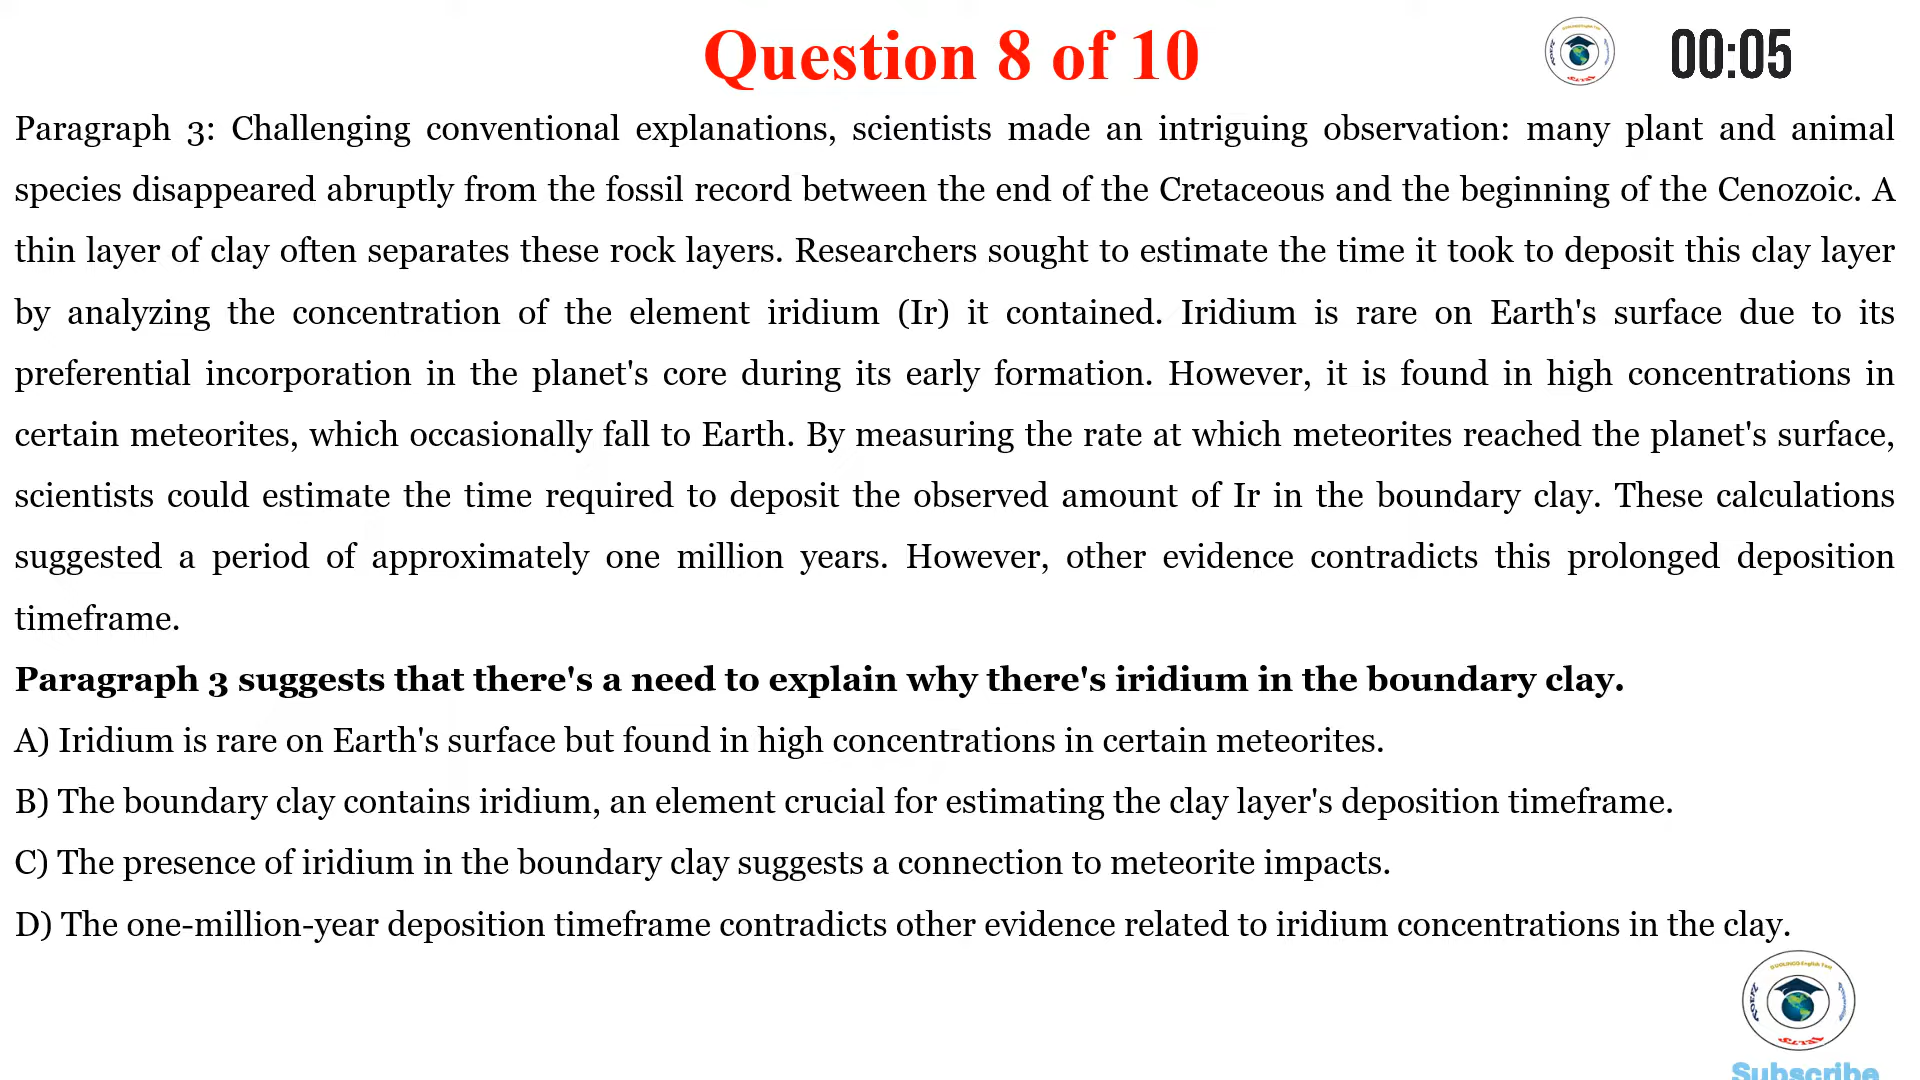 Question 8 of 10
00:05
Paragraph 3: Challenging conventional explanations, scientists made an intriguing observation: many plant and animal
species disappeared abruptly from the fossil record between the end of the Cretaceous and the beginning of the Cenozoic. A
thin layer of clay often separates these rock layers. Researchers sought to estimate the time it took to deposit this clay layer
by analyzing the concentration of the element iridium (Ir) it contained. Iridium is rare on Earth's surface due to its
preferential incorporation in the planet's core during its early formation. However, it is found in high concentrations in
certain meteorites, which occasionally fall to Earth. By measuring the rate at which meteorites reached the planet's surface,
scientists could estimate the time required to deposit the observed amount of Ir in the boundary clay. These calculations
suggested a period of approximately one million years. However, other evidence contradicts this prolonged deposition
timeframe.
Paragraph 3 suggests that there's a need to explain why there's iridium in the boundary clay.
A) Iridium is rare on Earth's surface but found in high concentrations in certain meteorites.
B) The boundary clay contains iridium, an element crucial for estimating the clay layer's deposition timeframe.
C) The presence of iridium in the boundary clay suggests a connection to meteorite impacts.
D) The one-million-year deposition timeframe contradicts other evidence related to iridium concentrations in the clay.
IELTS
Subscribe